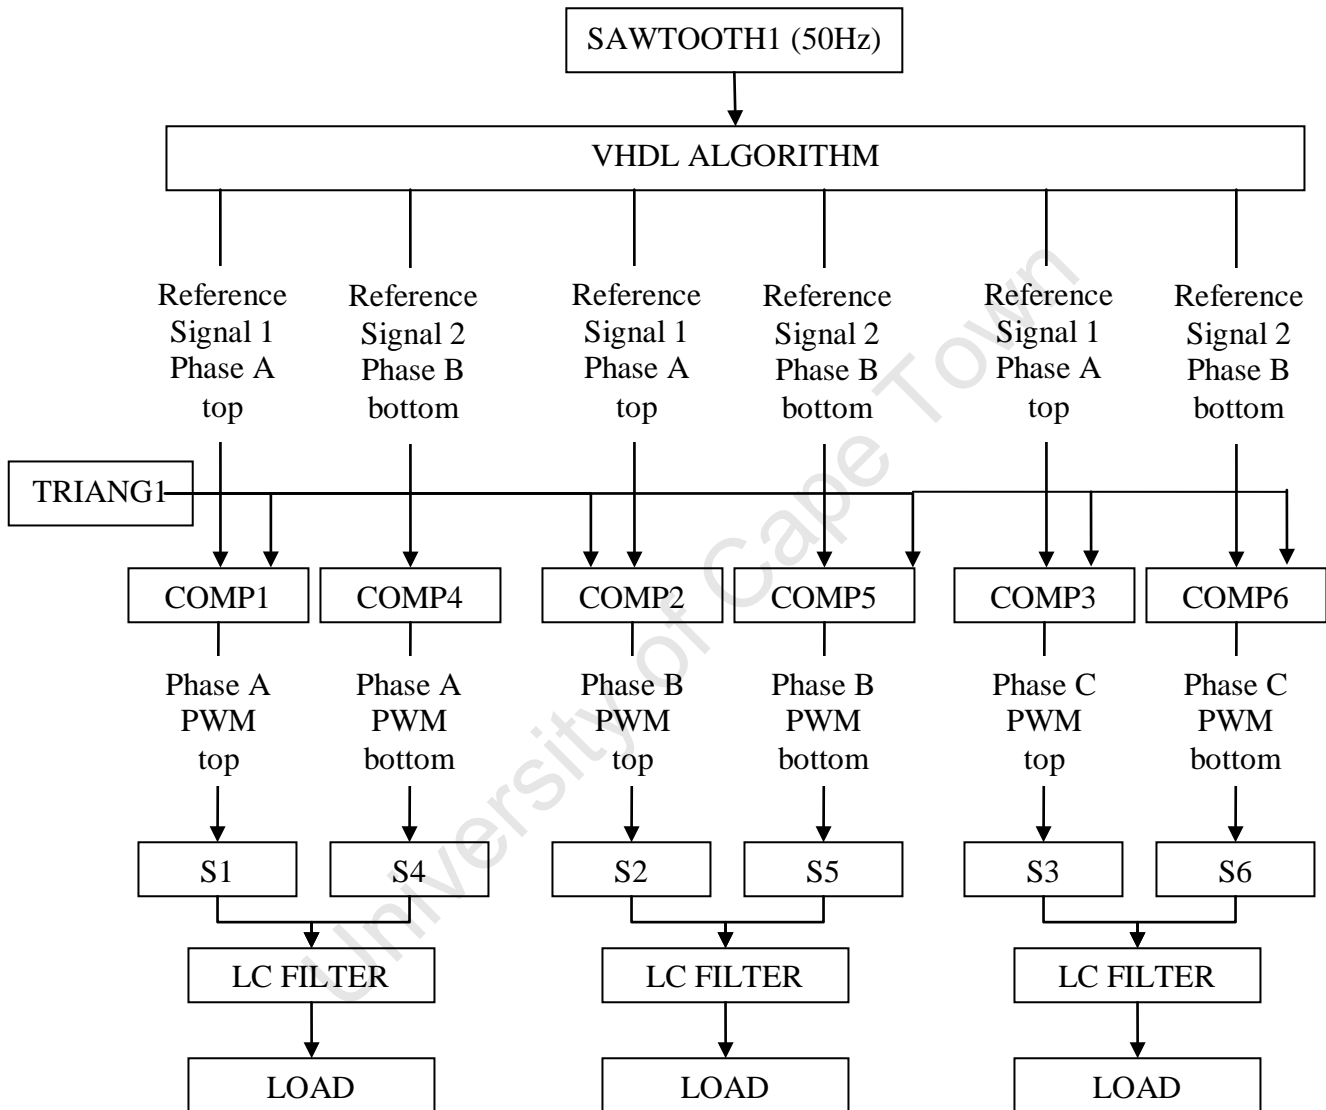 SAWTOOTH1 (50Hz)
VHDL ALGORITHM
Reference
Signal 1
Phase A
top
Reference
Signal 2
Phase B
bottom
Reference
Signal 1
Phase A
top
Reference
Signal 2
Phase B
bottom
Reference
Signal 1
Phase A
top
Reference
Signal 2
Phase B
bottom
TRIANG1
COMP1
COMP4
COMP2
COMP5
COMP3
COMP6
Phase A
PWM
top
Phase A
PWM
bottom
Phase B
PWM
top
Phase B
PWM
bottom
Phase C
PWM
top
Phase C
PWM
bottom
S1
S4
S2
S5
S3
S6
LC FILTER
LC FILTER
LC FILTER
LOAD
LOAD
LOAD
University of Cape Town